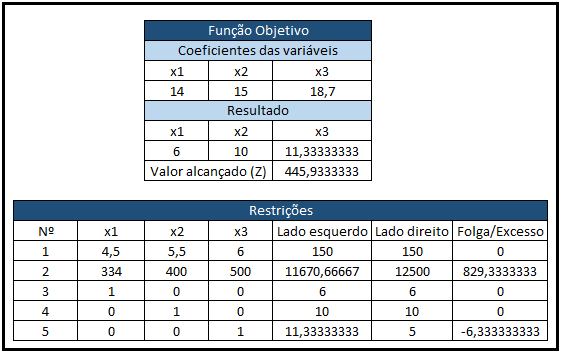 Função Objetivo
Coeficientes das variáveis
x1 x2 x3
14 15 18,7
Resultado
x1 x2 x3
6 10 11,33333333
Valor alcançado (Z) 445,9333333
Restrições
Nº x1 x2 x3 Lado esquerdo Lado direito Folga/Excesso
1 4,5 5,5 6 150 150 0
2 334 400 500 11670,66667 12500 829,3333333
3 1 0 0 6 6 0
4 0 1 0 10 10 0
5 0 0 1 11,33333333 5 -6,333333333